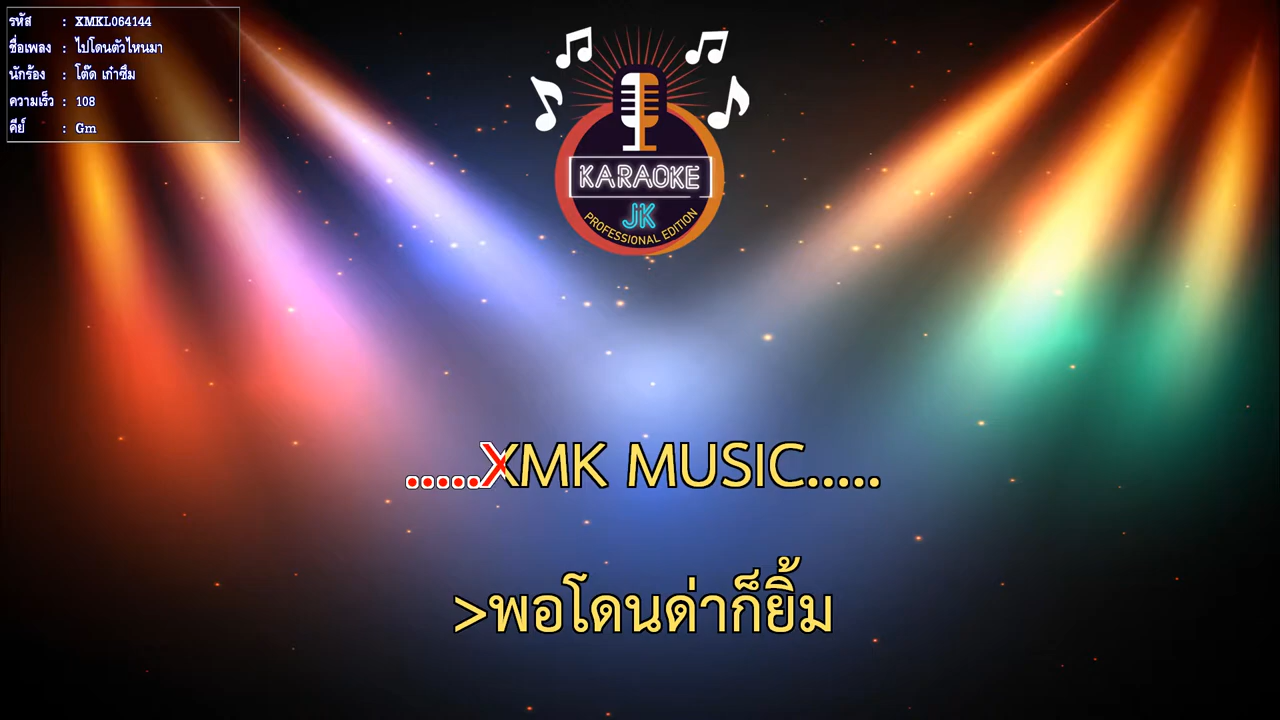 รหัส : XMKL064144
ชื่อเพลง : ไปโดนตัวไหนมา
นักร้อง : โต๊ด เก๋าซึม
ความเร็ว : 108
คีย์ : Gm
KARAOKE
JK
PROFESSIONAL EDITION
.....XMK MUSIC.....
>พอโดนด่าก็ยิ้ม